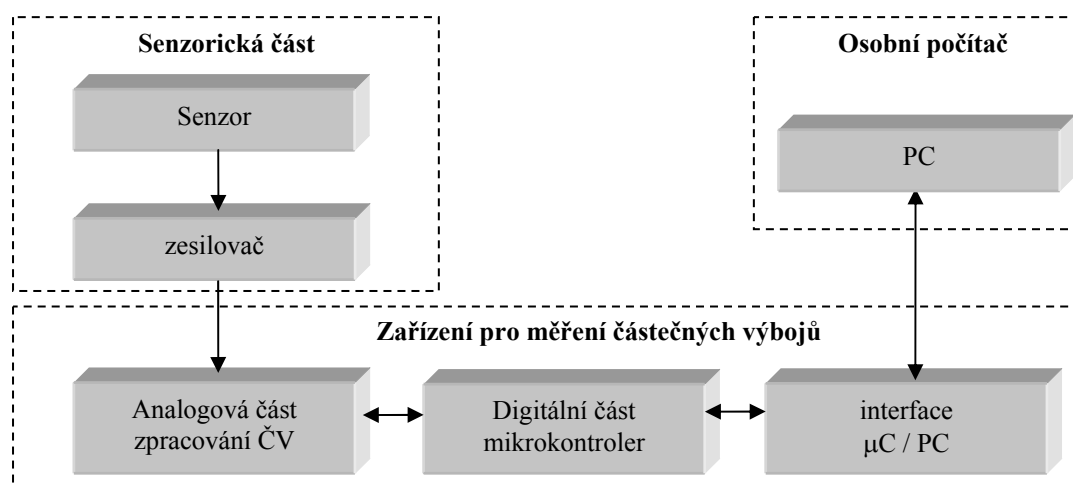 Senzorická část
Osobní počítač
Senzor
PC
zesilovač
Zařízení pro měření částečných výbojů
Analogová část
zpracování ČV
Digitální část
mikrokontroler
interface
μC / PC